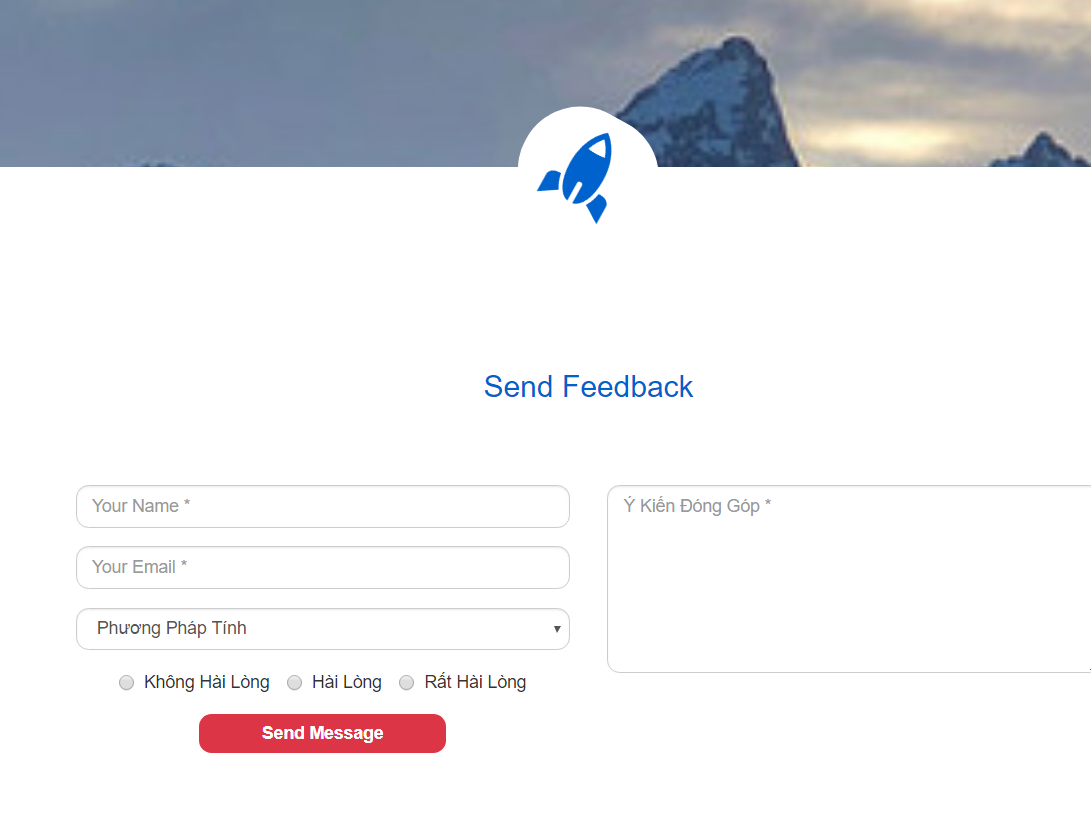 Send Feedback
Your Name *
Your Email *
Phương Pháp Tính
Không Hài Lòng
Hài Lòng
Rất Hài Lòng
Send Message
Ý Kiến Đóng Góp *